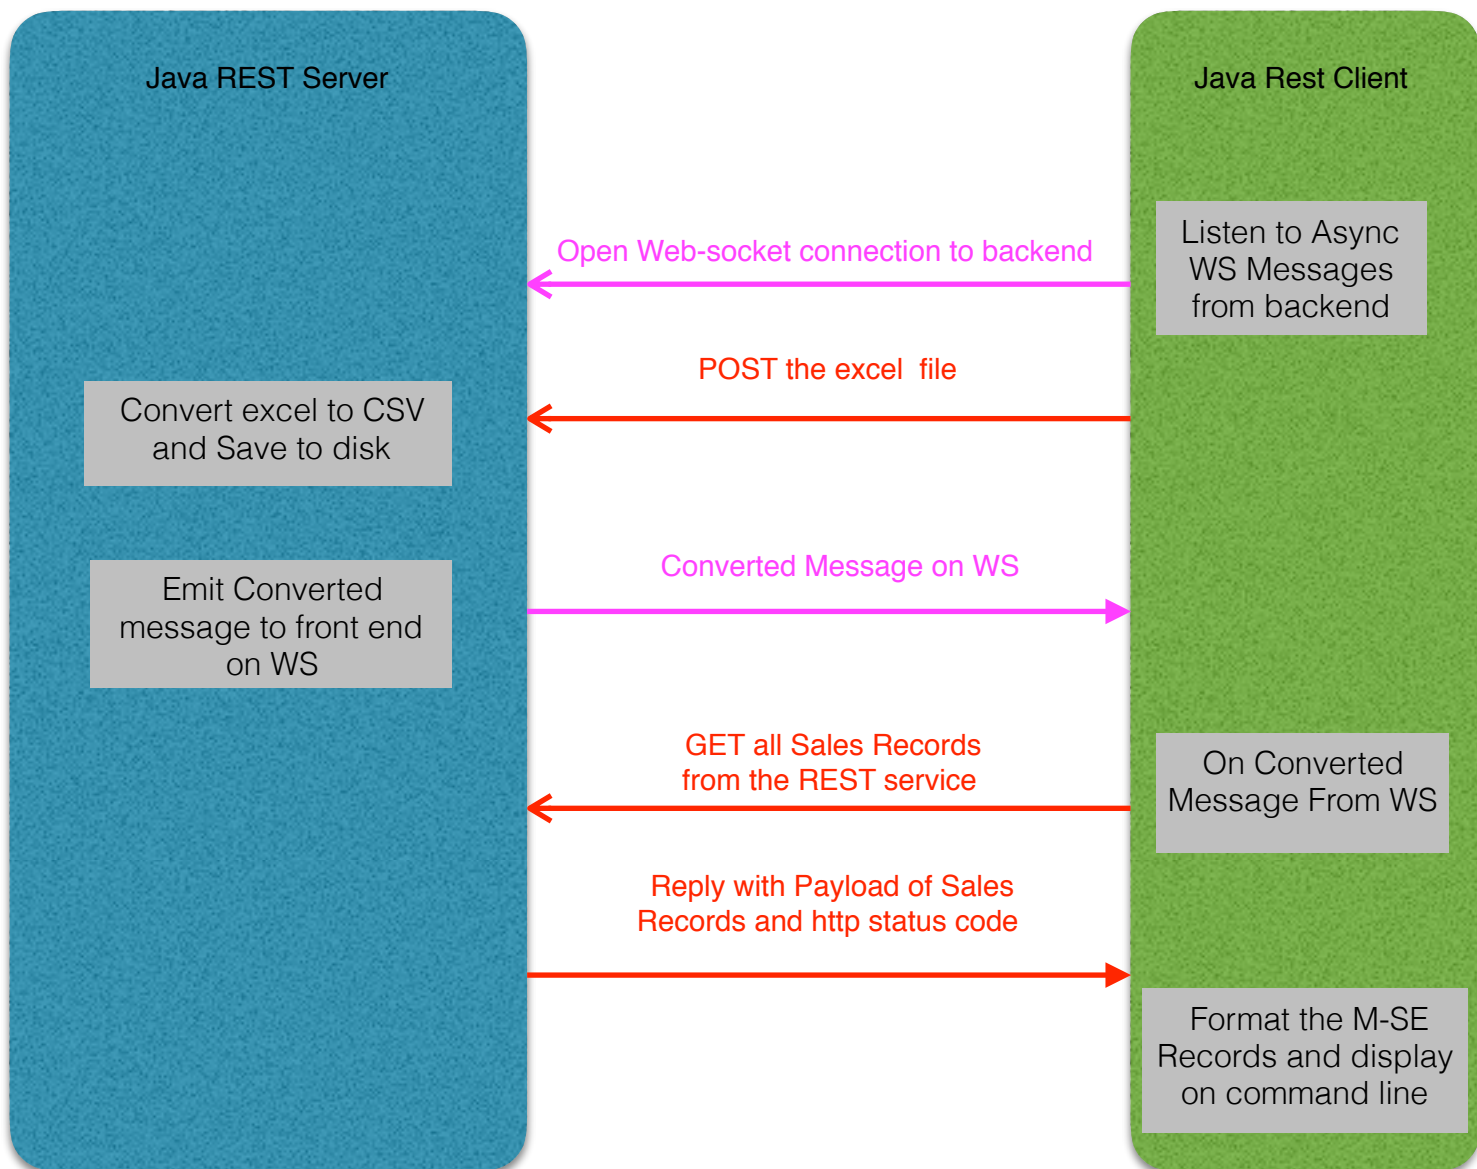 Java REST Server
Java Rest Client
Listen to Async
WS Messages
from backend
Open Web-socket connection to backend
POST the excel  file
Convert excel to CSV
and Save to disk
Converted Message on WS
Emit Converted
message to front end
on WS
GET all Sales Records
from the REST service
On Converted
Message From WS
Reply with Payload of Sales
Records and http status code
Format the M-SE
Records and display
on command line